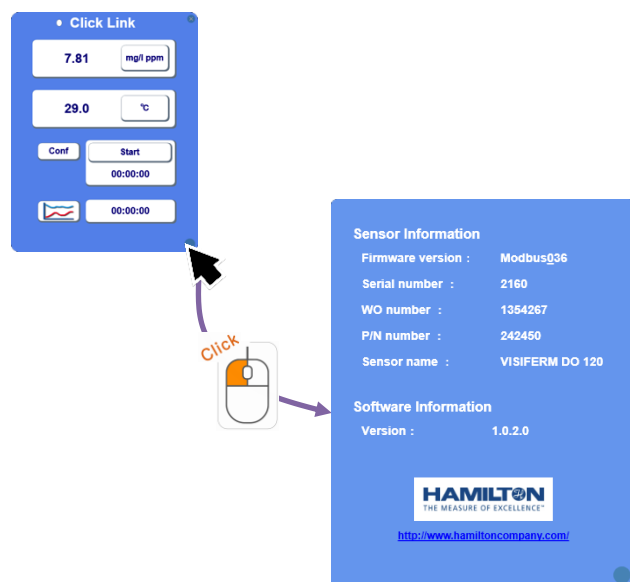 Click Link
7.81 mg/l ppm
29.0 °C
Conf Start
00:00:00
00:00:00
Click
Sensor Information
Firmware version : Modbus036
Serial number : 2160
WO number : 1354267
P/N number : 242450
Sensor name : VISIFERM DO 120
Software Information
Version : 1.0.2.0
HAMILTON
THE MEASURE OF EXCELLENCE™
http://www.hamiltoncompany.com/